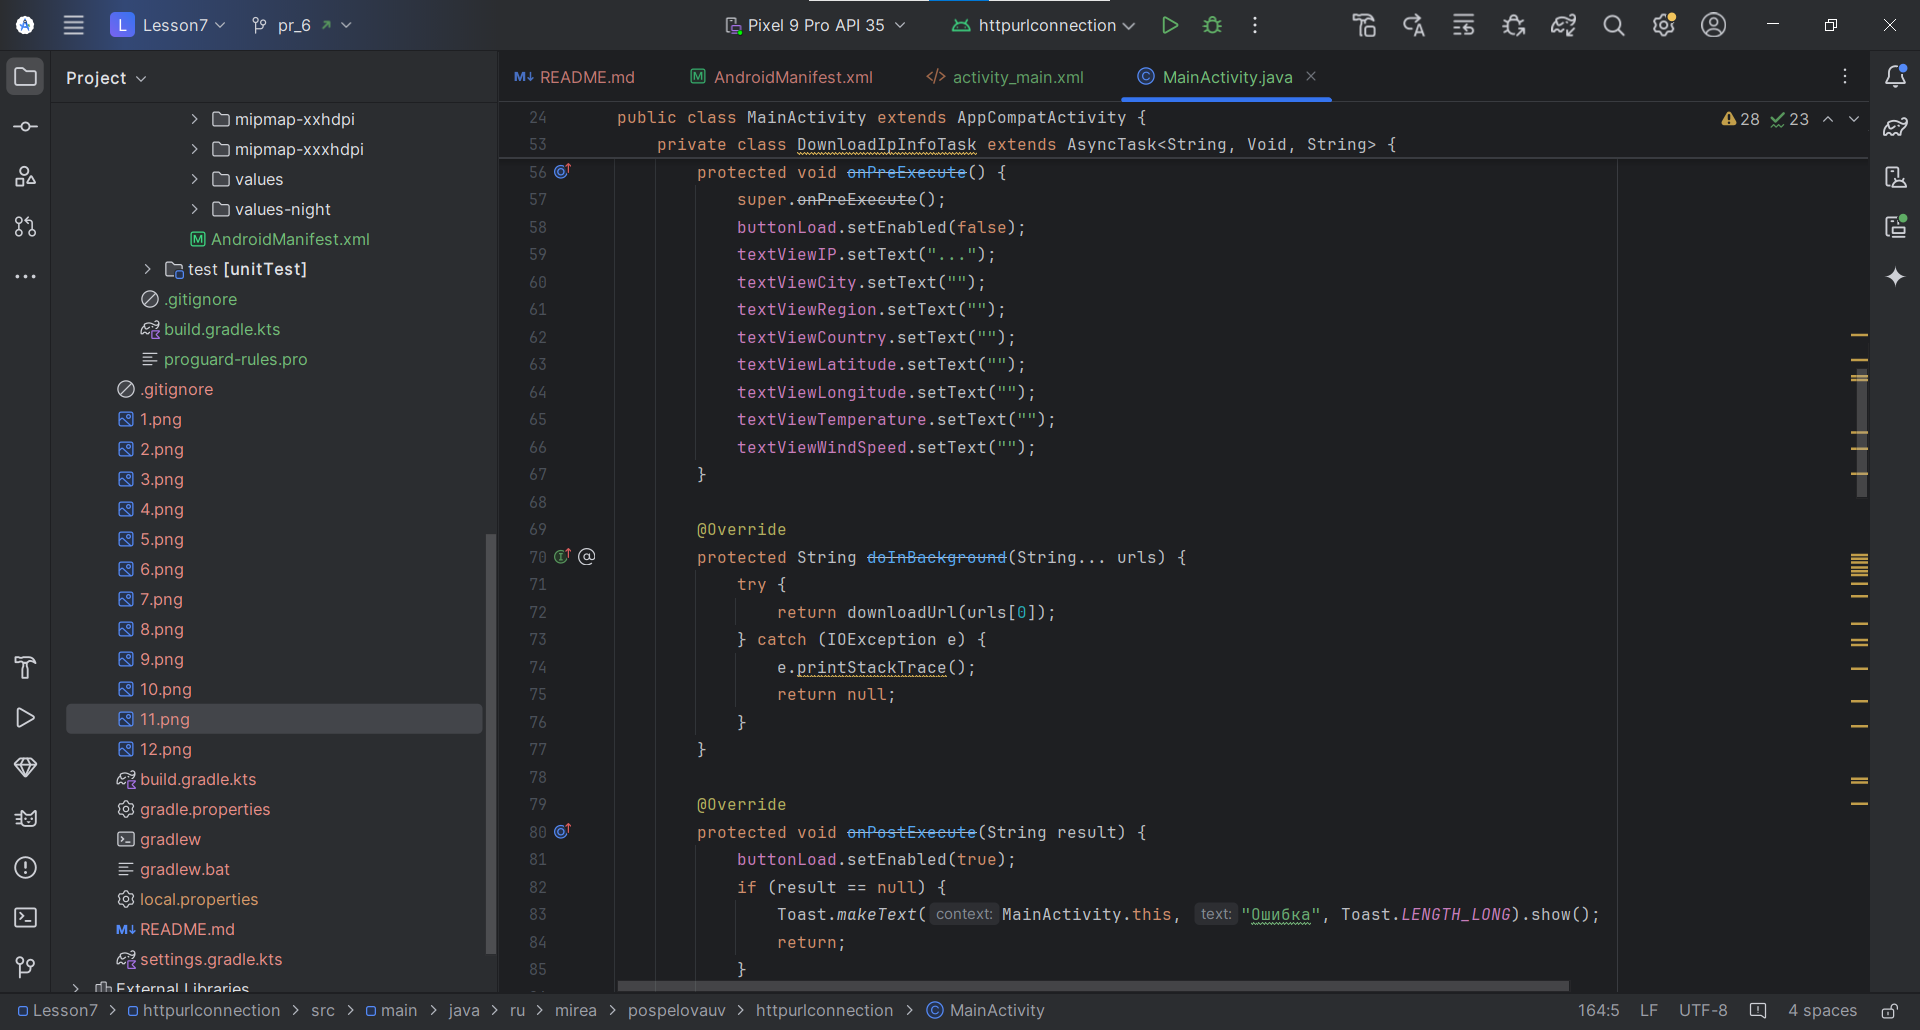 L Lesson7 pr_6 Pixel 9 Pro API 35 httpurlconnection
Project
mipmap-xxhdpi
mipmap-xxxhdpi
values
values-night
AndroidManifest.xml
test [unitTest]
.gitignore
build.gradle.kts
proguard-rules.pro
.gitignore
1.png
2.png
3.png
4.png
5.png
6.png
7.png
8.png
9.png
10.png
11.png
12.png
build.gradle.kts
gradle.properties
gradlew
gradlew.bat
local.properties
README.md
settings.gradle.kts
External Libraries
README.md AndroidManifest.xml activity_main.xml MainActivity.java
28 23
24 public class MainActivity extends AppCompatActivity {
53 private class DownloadIpInfoTask extends AsyncTask<String, Void, String> {
56 protected void onPreExecute() {
57 super.onPreExecute();
58 buttonLoad.setEnabled(false);
59 textViewIP.setText("...");
60 textViewCity.setText("");
61 textViewRegion.setText("");
62 textViewCountry.setText("");
63 textViewLatitude.setText("");
64 textViewLongitude.setText("");
65 textViewTemperature.setText("");
66 textViewWindSpeed.setText("");
67 }
68
69 @Override
70 protected String doInBackground(String... urls) {
71 try {
72 return downloadUrl(urls[0]);
73 } catch (IOException e) {
74 e.printStackTrace();
75 return null;
76 }
77 }
78
79 @Override
80 protected void onPostExecute(String result) {
81 buttonLoad.setEnabled(true);
82 if (result == null) {
83 Toast.makeText( context: MainActivity.this, text: "Ошибка", Toast.LENGTH_LONG).show();
84 return;
85 }
Lesson7 > httpurlconnection > src > main > java > ru > mirea > pospelovauv > httpurlconnection > MainActivity
164:5 LF UTF-8 4 spaces